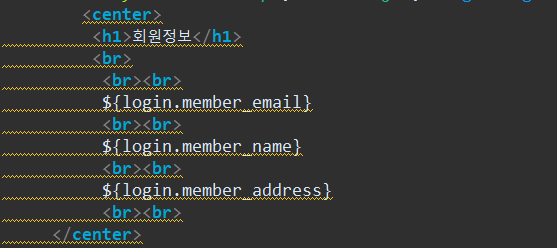 <center>
<h1>회원정보</h1>
<br>
<br><br>
${login.member_email}
<br><br>
${login.member_name}
<br><br>
${login.member_address}
<br><br>
</center>